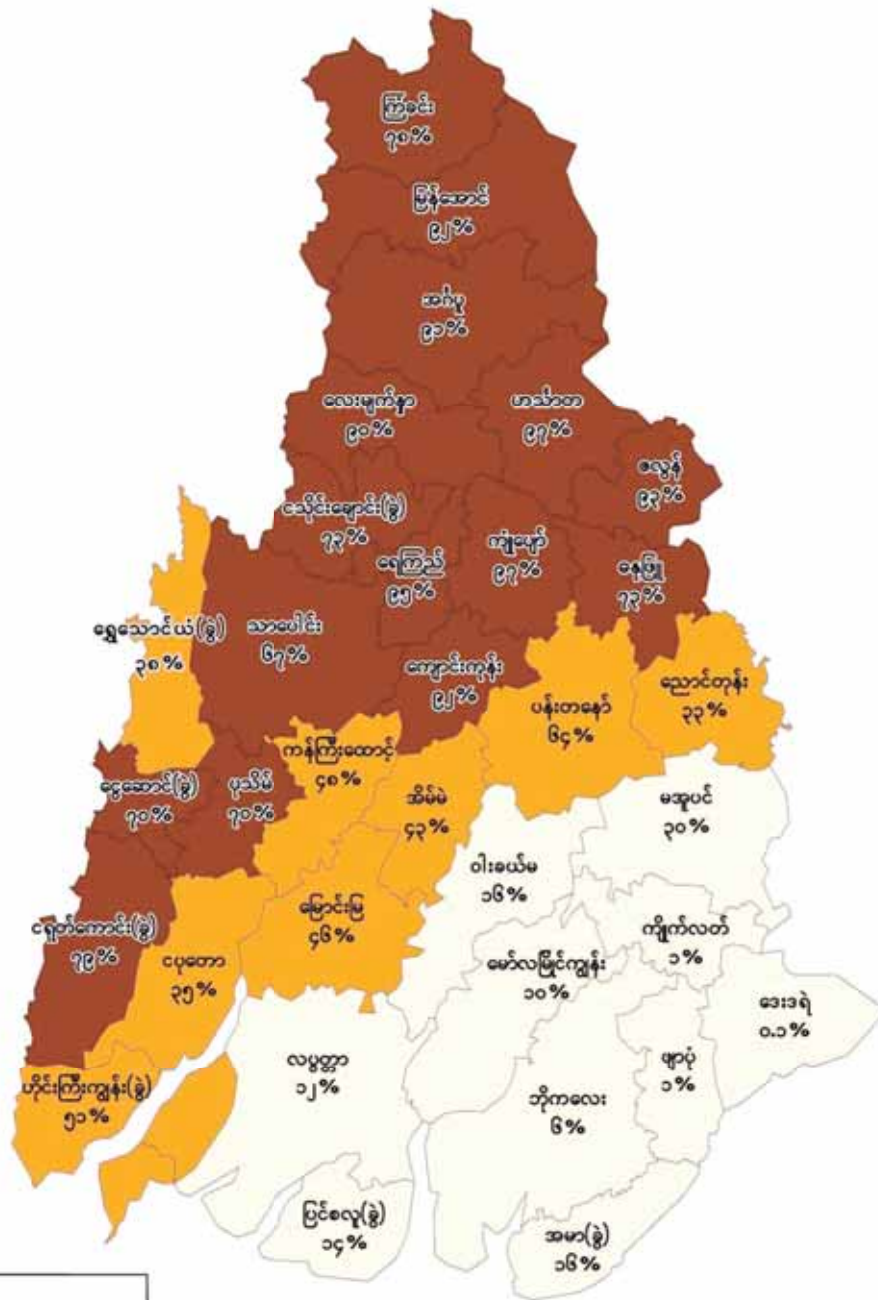 ကြံခင်း
၇၈%
မြန်အောင်
၉၂%
အင်္ဂပူ
၉၁%
လေးမျက်နှာ
၉၀%
ဟင်္သာတ
၉၇%
ဇလွန်
၉၃%
ငသိုင်းချောင်း(ခွဲ)
၇၃%
ရေကြည်
၉၅%
ကျုံပျော်
၉၇%
ဓနုဖြူ
၇၃%
ရွှေသောင်ယံ(ခွဲ)
၃၈%
သာပေါင်း
၆၇%
ကျောင်းကုန်း
၉၂%
ပန်းတနော်
၆၄%
ညောင်တုန်း
၃၃%
ငွေဆောင်(ခွဲ)
၇၀%
ပုသိမ်
၇၀%
ကန်ကြီးထောင့်
၄၈%
အိမ်မဲ
၄၃%
မအူပင်
၃၀%
ဝါးခယ်မ
၁၆%
ငရုတ်ကောင်း(ခွဲ)
၇၉%
ငပုတော
၃၅%
မြောင်းမြ
၄၆%
မော်လမြိုင်ကျွန်း
၁၀%
ကျိုက်လတ်
၁%
ဒေးဒရဲ
၀.၁%
ဟိုင်းကြီးကျွန်း(ခွဲ)
၅၁%
လပွတ္တာ
၁၂%
ဘိုကလေး
၆%
ဖျာပုံ
၁%
ပြင်စလူ(ခွဲ)
၁၄%
အမာ(ခွဲ)
၁၆%